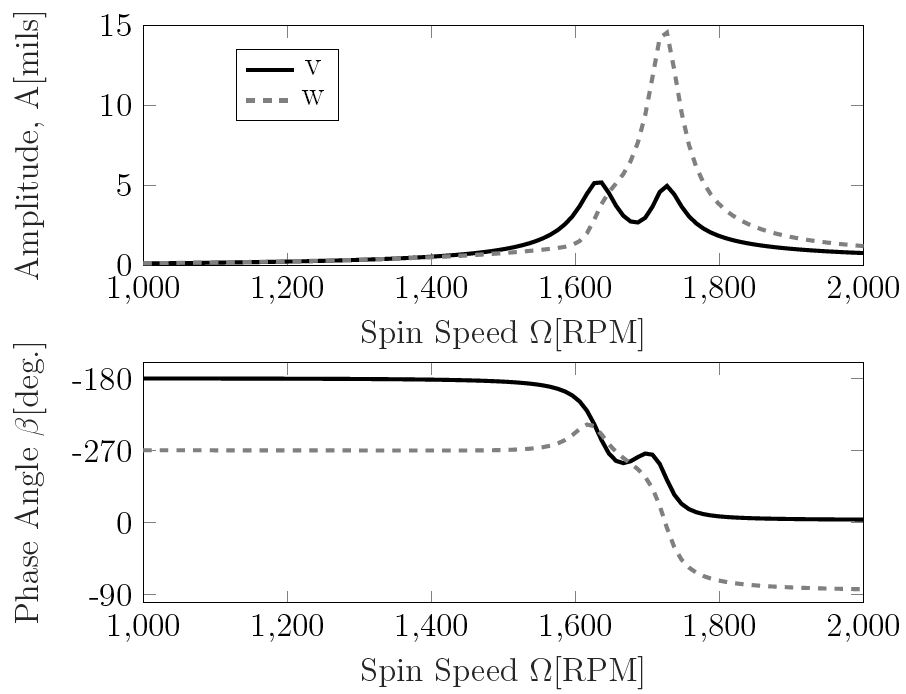 Amplitude, A[mils]
15
10
5
0
V
W
1,000 1,200 1,400 1,600 1,800 2,000
Spin Speed Ω[RPM]
Phase Angle β[deg.]
-180
-270
0
-90
1,000 1,200 1,400 1,600 1,800 2,000
Spin Speed Ω[RPM]